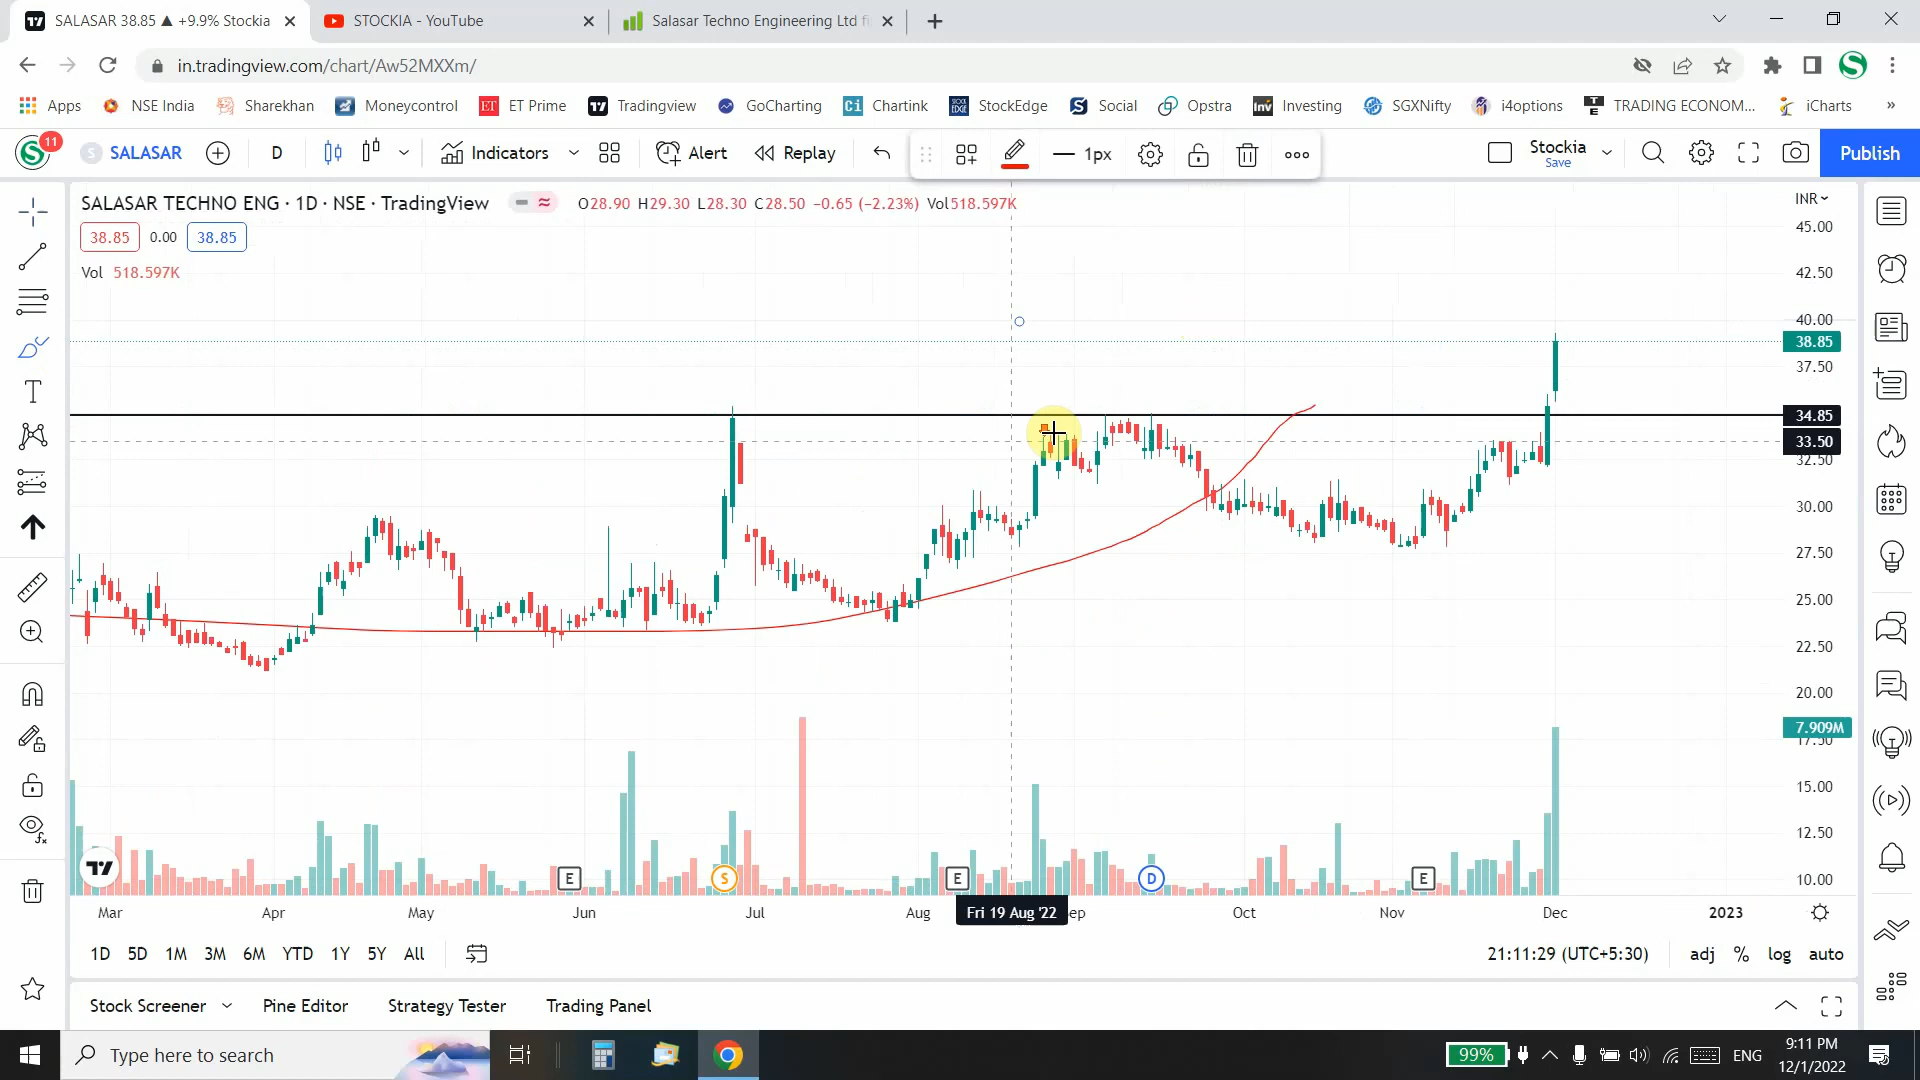 SALASAR 38.85 ▲ +9.9% Stockia
STOCKIA - YouTube
Salasar Techno Engineering Ltd fi
in.tradingview.com/chart/Aw52MXXm/
Apps
NSE India
Sharekhan
Moneycontrol
ET Prime
Tradingview
GoCharting
Chartink
StockEdge
Social
Opstra
Investing
SGXNifty
i4options
TRADING ECONOM...
iCharts
»
11
SALASAR
D
Indicators
Alert
Replay
1px
Stockia
Save
Publish
SALASAR TECHNO ENG · 1D · NSE · TradingView
O28.90 H29.30 L28.30 C28.50 −0.65 (−2.23%) Vol518.597K
INR
38.85
0.00
38.85
Vol 518.597K
45.00
42.50
40.00
38.85
37.50
34.85
33.50
32.50
30.00
27.50
25.00
22.50
20.00
7.909M
17.50
15.00
12.50
10.00
E
S
E
D
E
Mar
Apr
May
Jun
Jul
Aug
Fri 19 Aug '22
ep
Oct
Nov
Dec
2023
1D
5D
1M
3M
6M
YTD
1Y
5Y
All
21:11:29 (UTC+5:30)
adj
%
log
auto
Stock Screener
Pine Editor
Strategy Tester
Trading Panel
Type here to search
99%
ENG
9:11 PM
12/1/2022